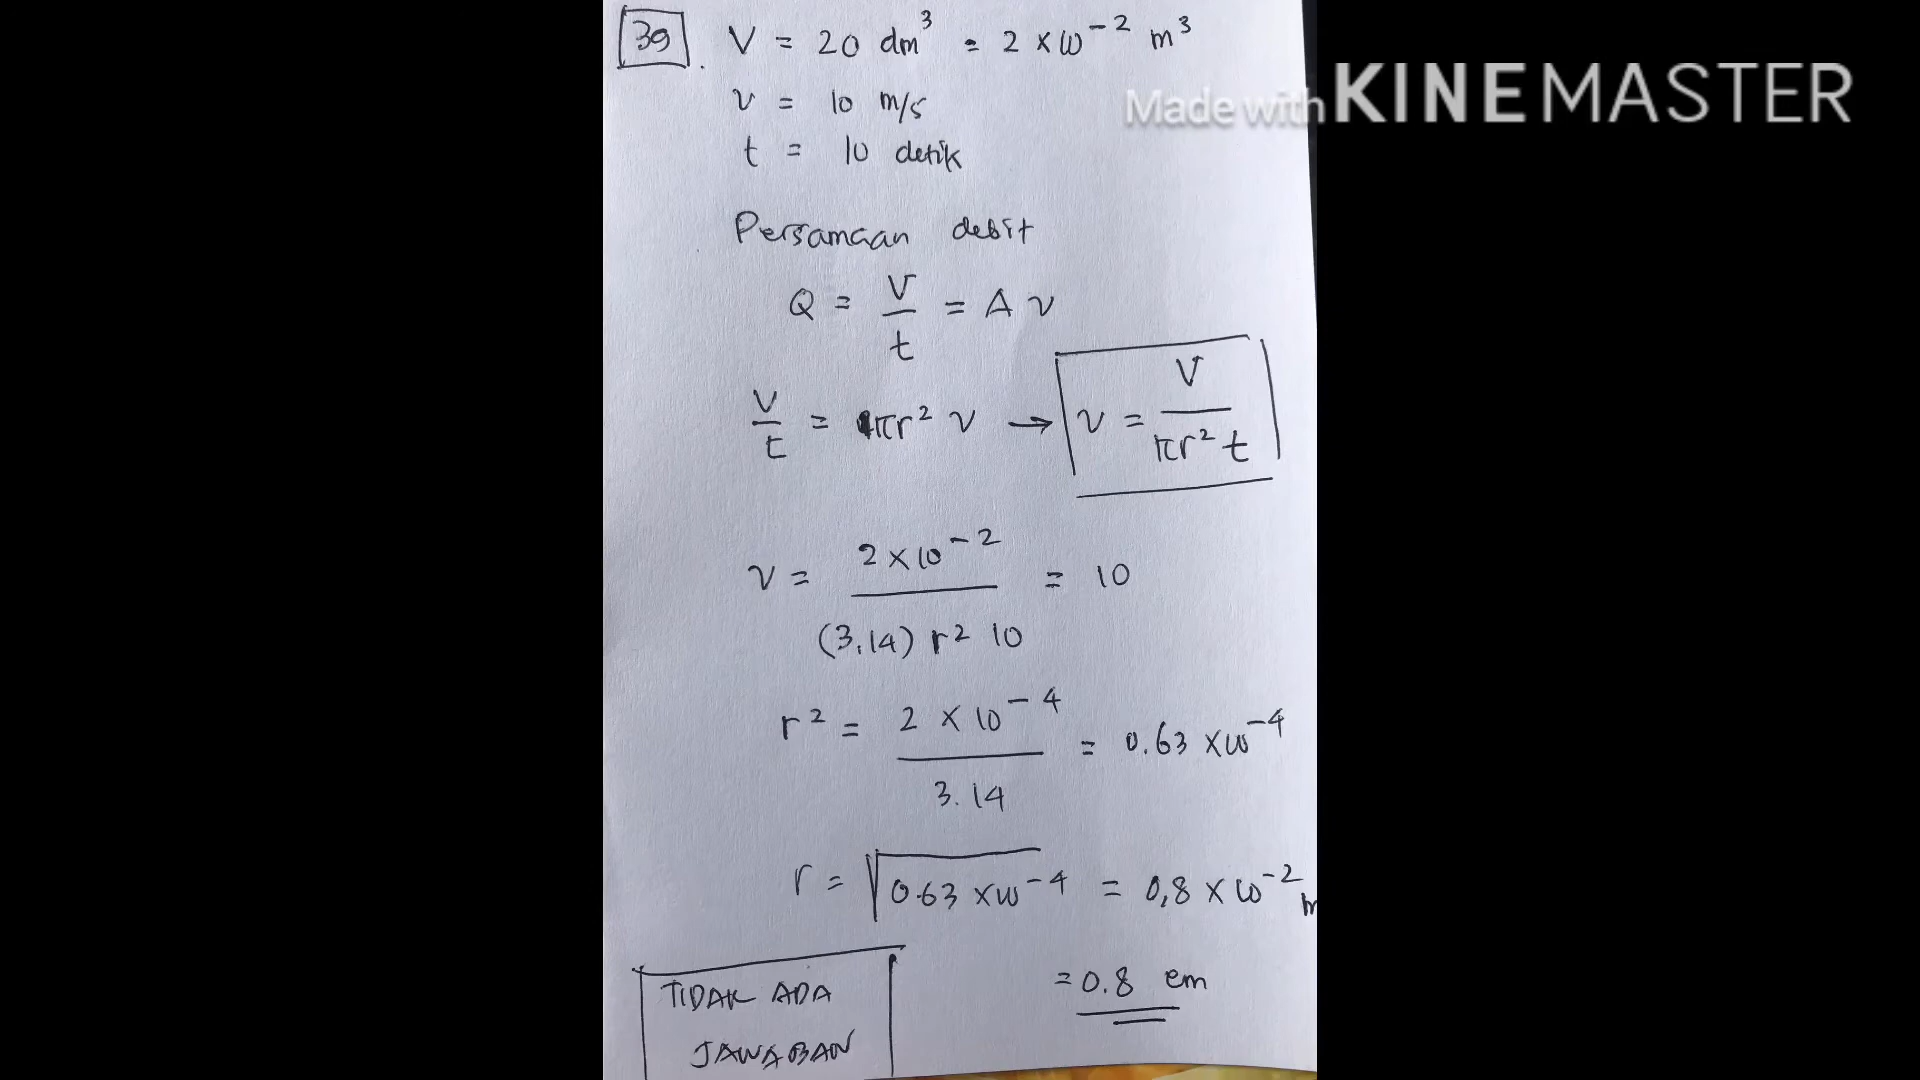 39. V = 20 dm³ = 2 × 10⁻² m³
Made with KINEMASTER
v = 10 m/s
t = 10 detik
Persamaan debit
Q = V/t = A v
V/t = πr² v → v = V/(πr² t)
v = (2 × 10⁻²)/((3.14) r² 10) = 10
r² = (2 × 10⁻⁴)/3.14 = 0.63 × 10⁻⁴
r = √(0.63 × 10⁻⁴) = 0,8 × 10⁻² m
= 0.8 cm
TIDAK ADA
JAWABAN